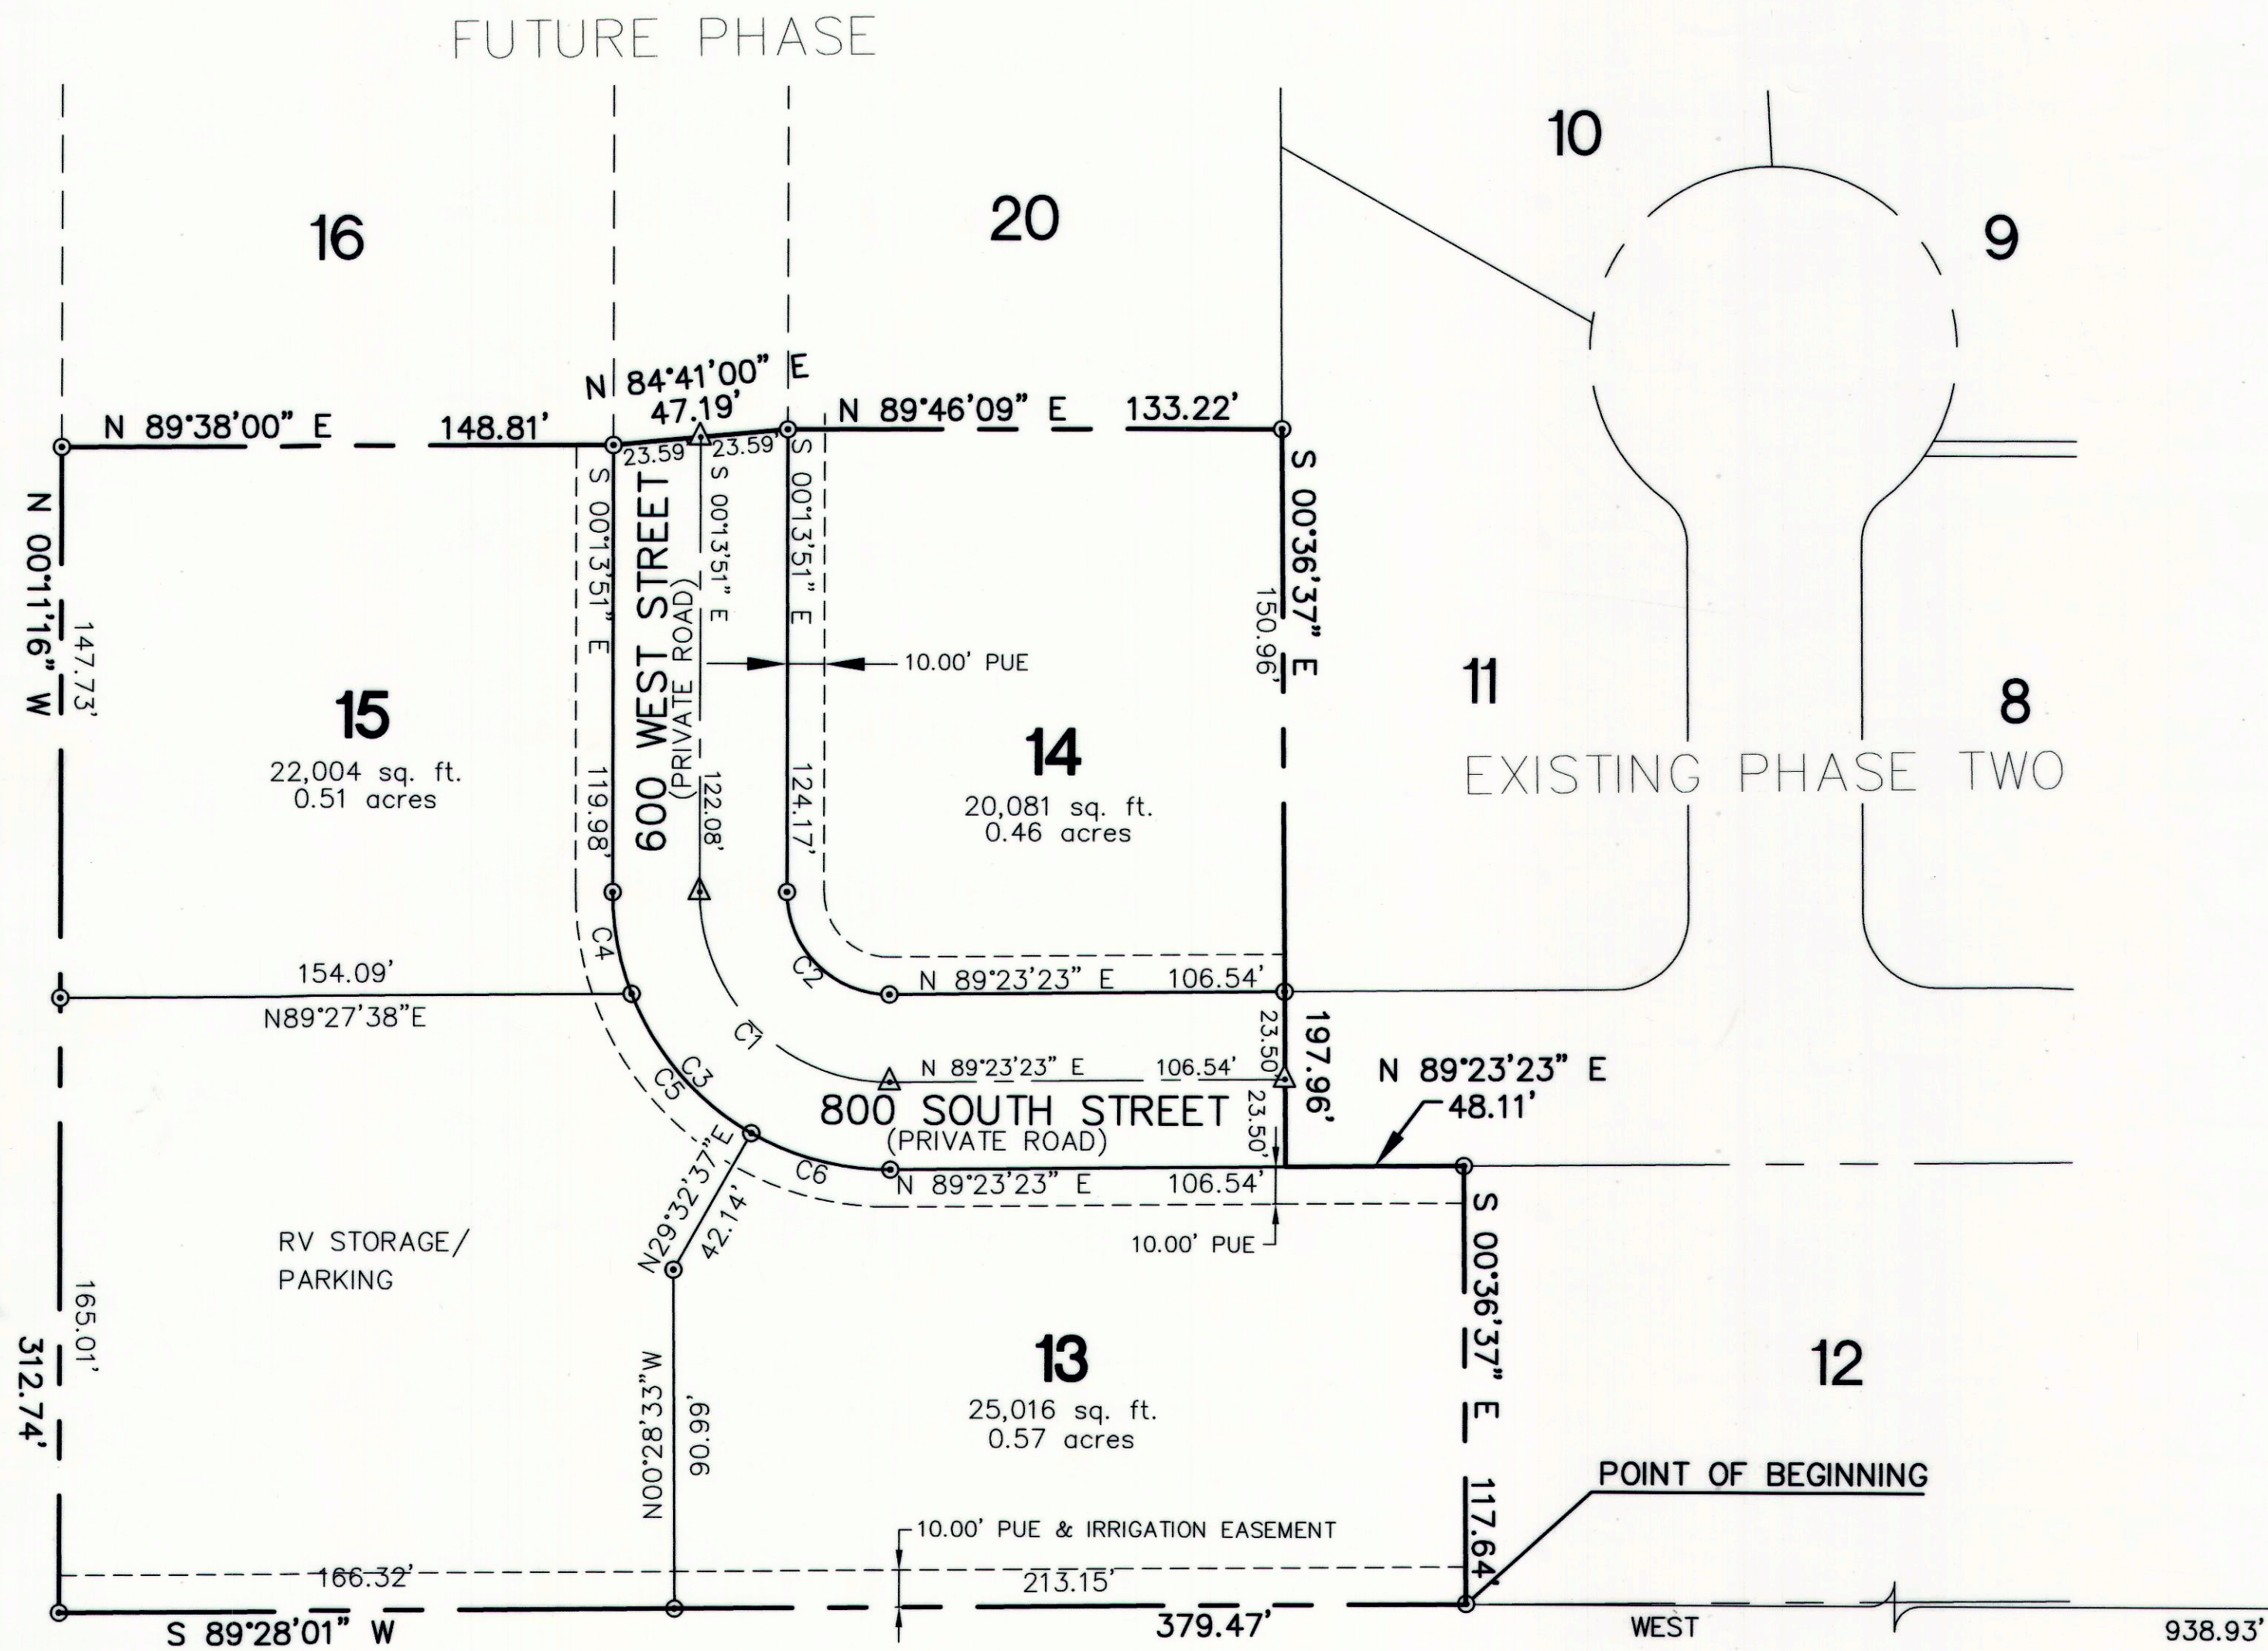 FUTURE PHASE
10
16
20
9
N 84°41'00" E
47.19'
N 89°38'00" E
148.81'
N 89°46'09" E
133.22'
23.59'
23.59'
N 00°11'16" W
147.73'
S 00°13'51" E
119.98'
600 WEST STREET
(PRIVATE ROAD)
S 00°13'51" E
122.08'
S 00°13'51" E
124.17'
10.00' PUE
S 00°36'37" E
150.96'
11
8
15
22,004 sq. ft.
0.51 acres
14
20,081 sq. ft.
0.46 acres
EXISTING PHASE TWO
C4
C2
154.09'
N89°27'38"E
N 89°23'23" E
106.54'
C1
C3
C5
23.50'
197.96'
N 89°23'23" E
106.54'
N 89°23'23" E
48.11'
800 SOUTH STREET
(PRIVATE ROAD)
23.50'
C6
N 89°23'23" E
106.54'
N29°32'37"E
42.14'
10.00' PUE
RV STORAGE/
PARKING
165.01'
312.74'
S 00°36'37" E
117.64'
13
25,016 sq. ft.
0.57 acres
12
N00°28'33"W
90.99'
POINT OF BEGINNING
10.00' PUE & IRRIGATION EASEMENT
166.32'
213.15'
S 89°28'01" W
379.47'
WEST
938.93'